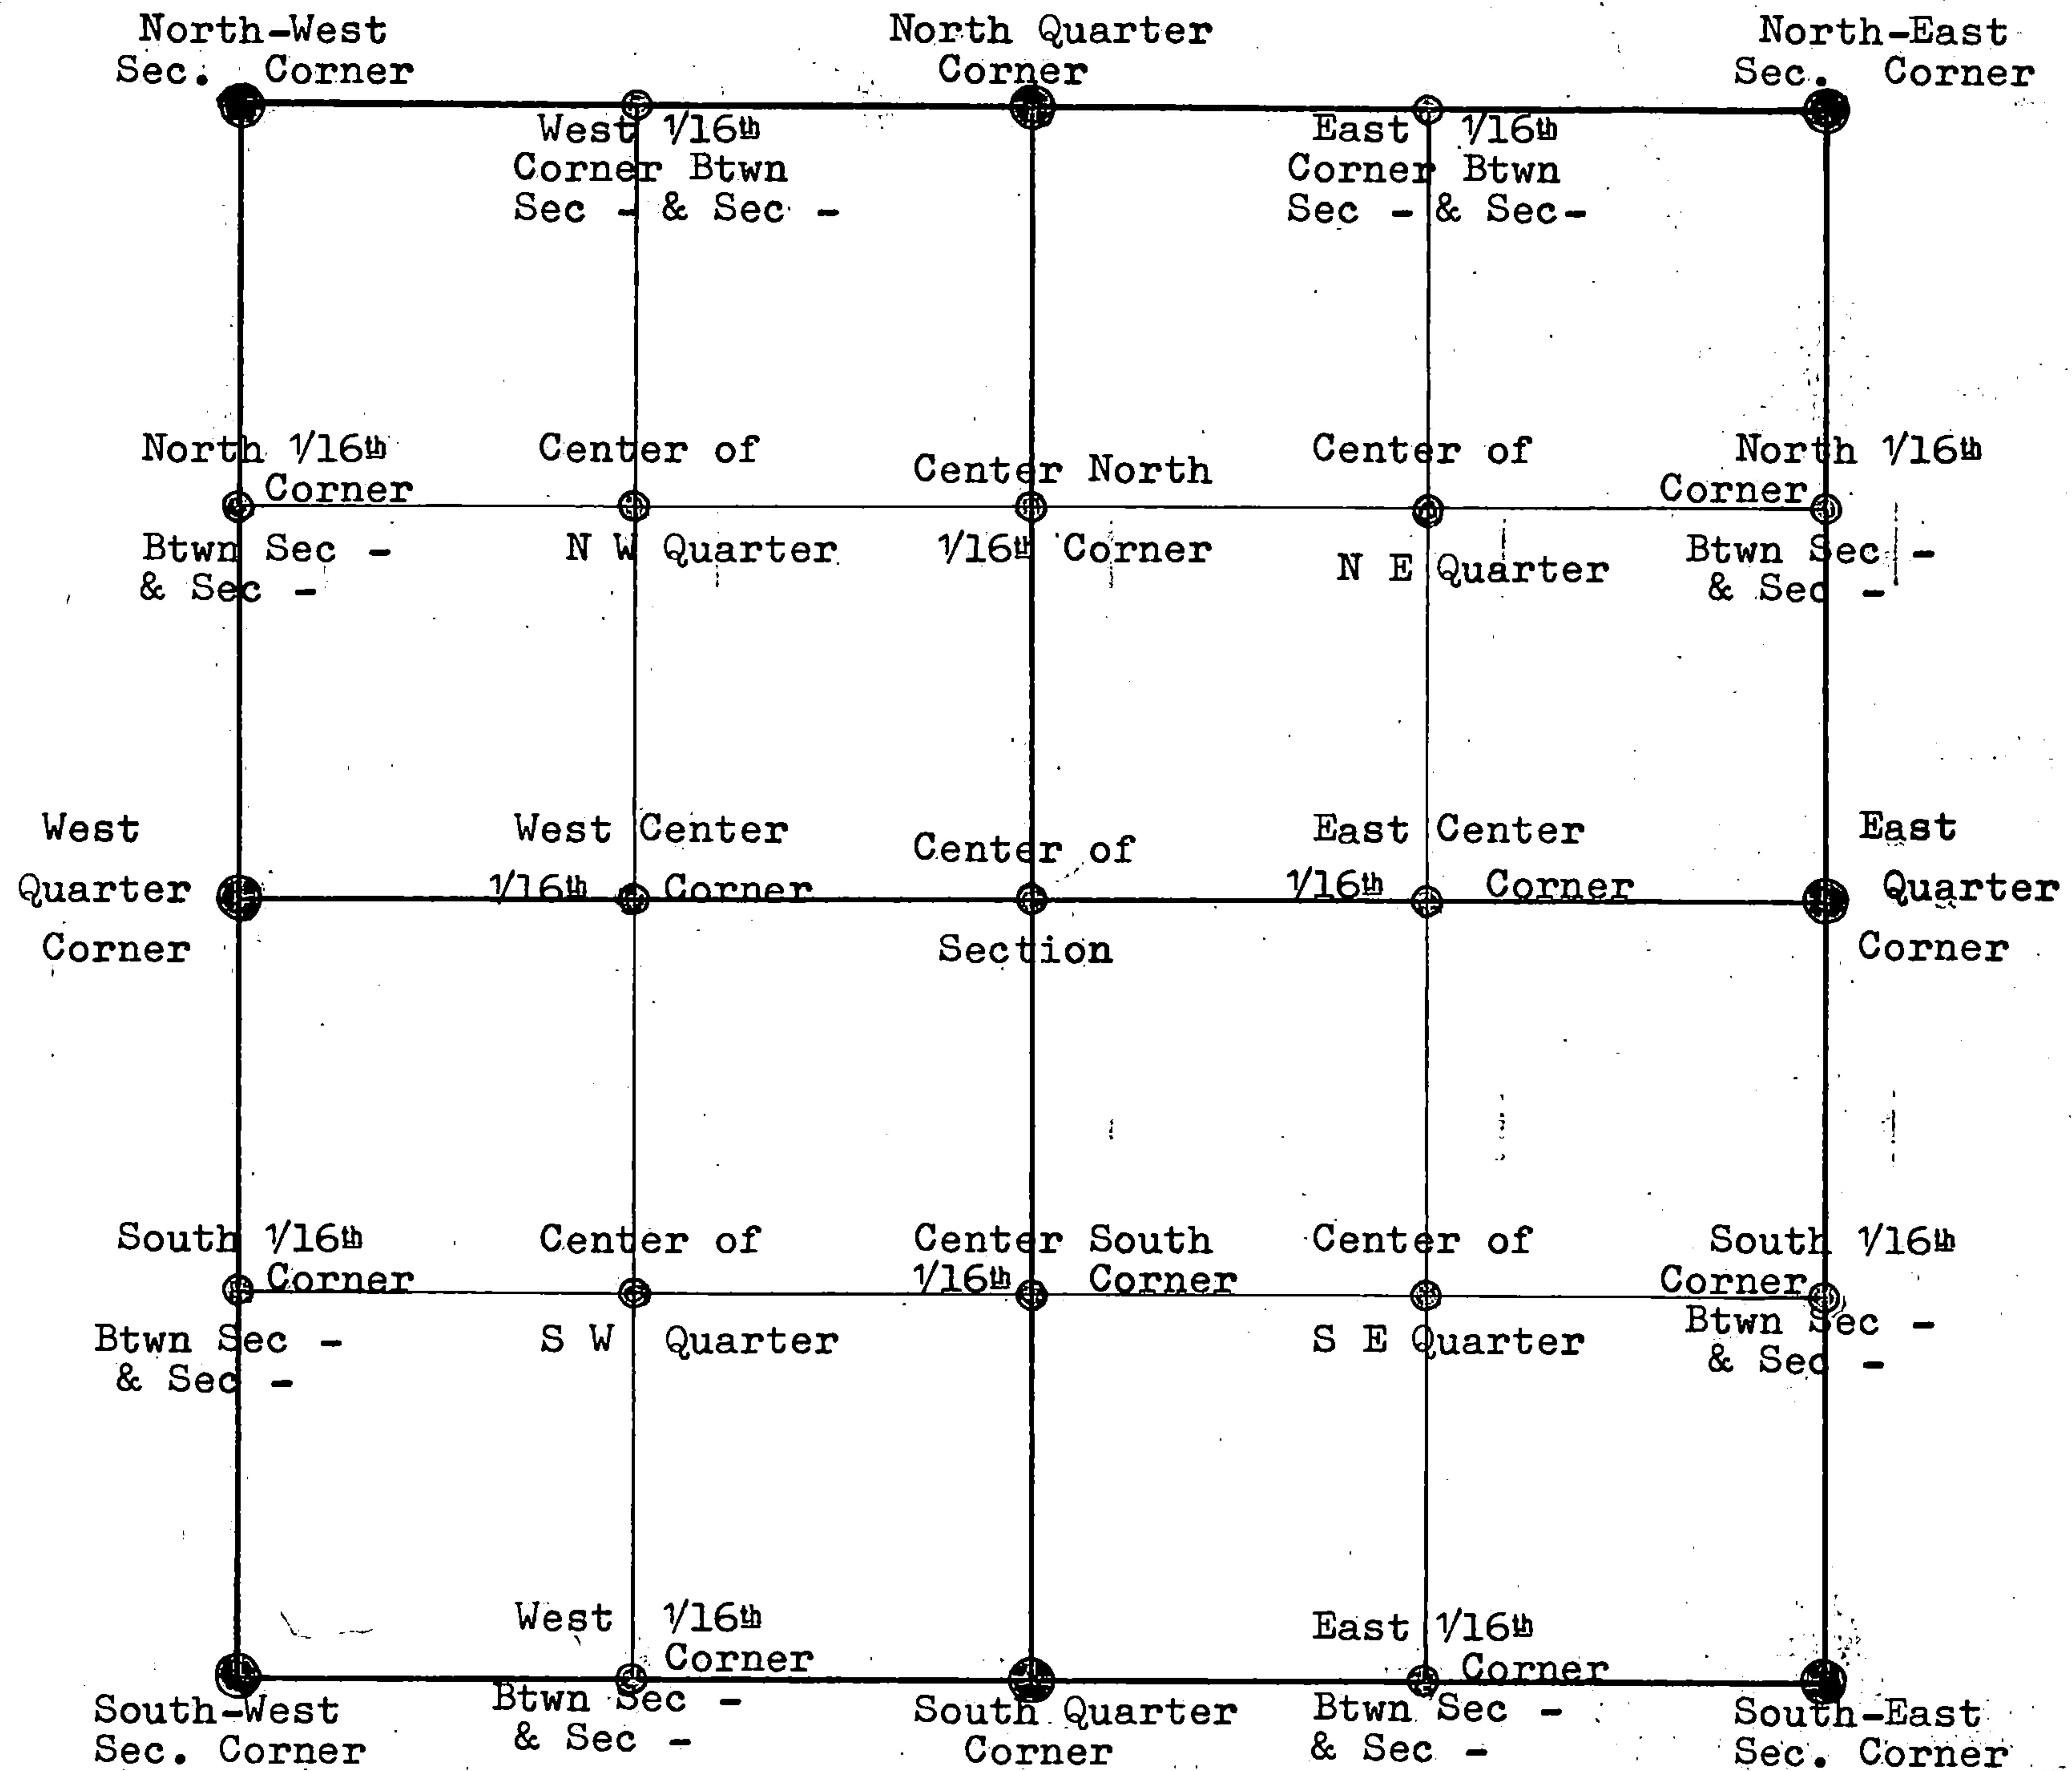 North-West
Sec. Corner
North Quarter
Corner
North-East
Sec. Corner
West 1/16th
Corner Btwn
Sec - & Sec -
East 1/16th
Corner Btwn
Sec - & Sec-
North 1/16th
Corner
Btwn Sec -
& Sec -
Center of
N W Quarter
Center North
1/16th Corner
Center of
N E Quarter
North 1/16th
Corner
Btwn Sec -
& Sec -
West
Quarter
Corner
West Center
1/16th Corner
Center of
Section
East Center
1/16th Corner
East
Quarter
Corner
South 1/16th
Corner
Btwn Sec -
& Sec -
Center of
S W Quarter
Center South
1/16th Corner
Center of
S E Quarter
South 1/16th
Corner
Btwn Sec -
& Sec -
South-West
Sec. Corner
West 1/16th
Corner
Btwn Sec -
& Sec -
South Quarter
Corner
East 1/16th
Corner
Btwn Sec -
& Sec -
South-East
Sec. Corner